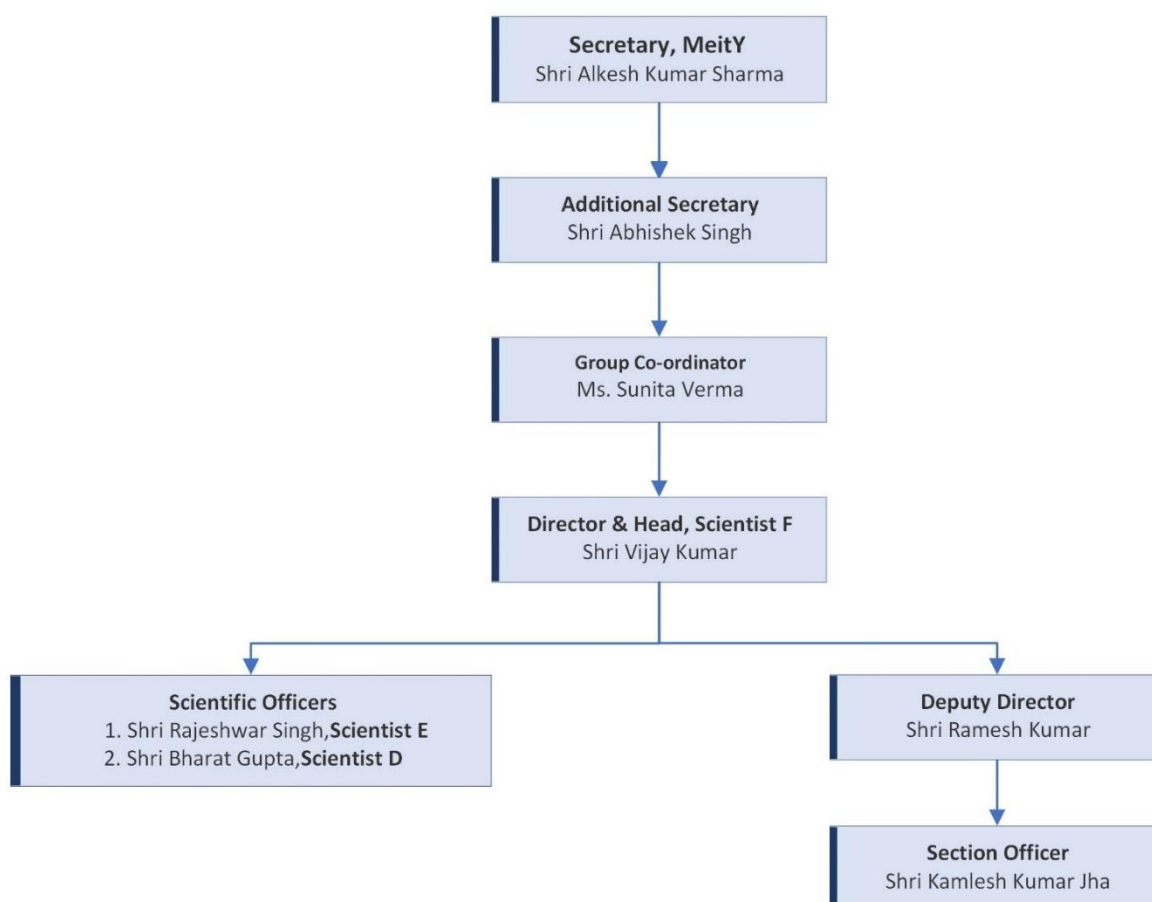 Secretary, MeitY
Shri Alkesh Kumar Sharma
Additional Secretary
Shri Abhishek Singh
Group Co-ordinator
Ms. Sunita Verma
Director & Head, Scientist F
Shri Vijay Kumar
Scientific Officers
1. Shri Rajeshwar Singh,Scientist E
2. Shri Bharat Gupta,Scientist D
Deputy Director
Shri Ramesh Kumar
Section Officer
Shri Kamlesh Kumar Jha